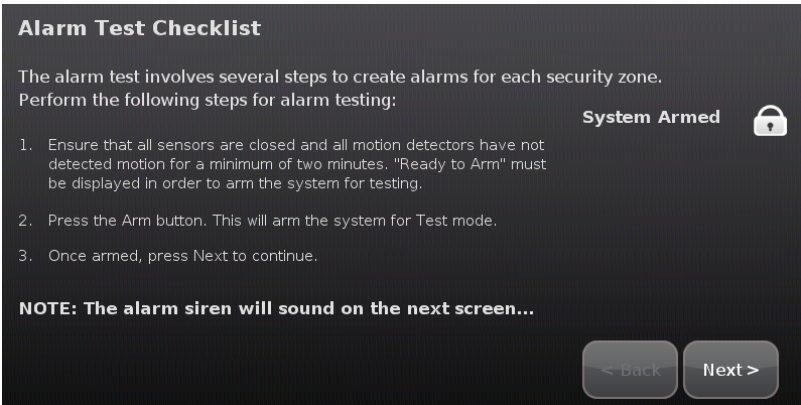 Alarm Test Checklist
The alarm test involves several steps to create alarms for each security zone.
Perform the following steps for alarm testing:
System Armed
1. Ensure that all sensors are closed and all motion detectors have not
detected motion for a minimum of two minutes. "Ready to Arm" must
be displayed in order to arm the system for testing.
2. Press the Arm button. This will arm the system for Test mode.
3. Once armed, press Next to continue.
NOTE: The alarm siren will sound on the next screen...
< Back
Next >